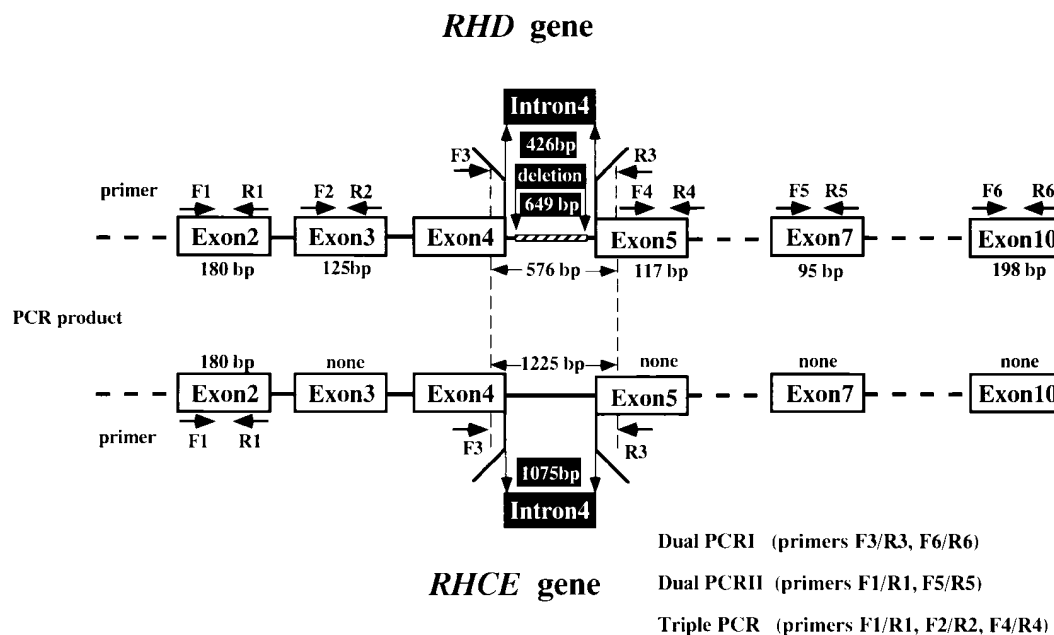 RHD gene
Intron4
426bp
deletion
649 bp
F3
R3
primer
F1 R1 F2 R2 F4 R4 F5 R5 F6 R6
Exon2 Exon3 Exon4 Exon5 Exon7 Exon10
180 bp 125bp 576 bp 117 bp 95 bp 198 bp
PCR product
180 bp none 1225 bp none none none
Exon2 Exon3 Exon4 Exon5 Exon7 Exon10
primer F1 R1 F3 R3
1075bp
Intron4
RHCE gene
Dual PCRI (primers F3/R3, F6/R6)
Dual PCRII (primers F1/R1, F5/R5)
Triple PCR (primers F1/R1, F2/R2, F4/R4)